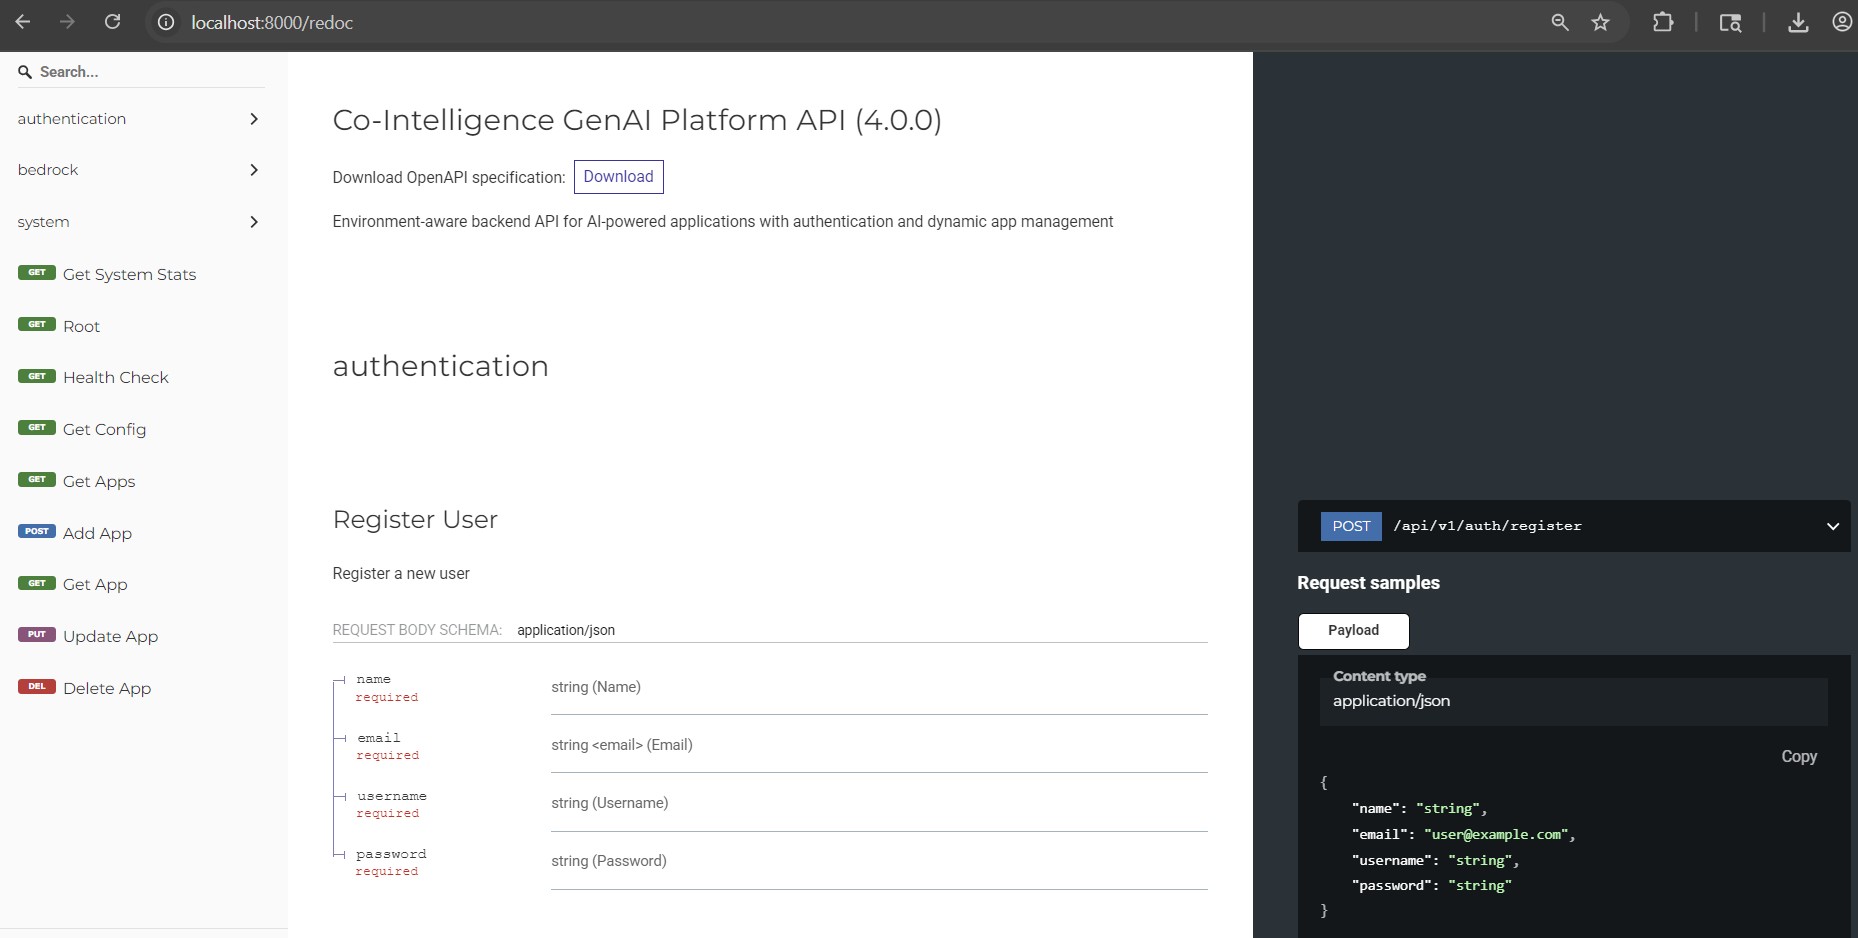 localhost:8000/redoc
Search...
authentication
bedrock
system
GET Get System Stats
GET Root
GET Health Check
GET Get Config
GET Get Apps
POST Add App
GET Get App
PUT Update App
DEL Delete App
Co-Intelligence GenAI Platform API (4.0.0)
Download OpenAPI specification: Download
Environment-aware backend API for AI-powered applications with authentication and dynamic app management
authentication
Register User
Register a new user
REQUEST BODY SCHEMA: application/json
name
required
string (Name)
email
required
string <email> (Email)
username
required
string (Username)
password
required
string (Password)
POST /api/v1/auth/register
Request samples
Payload
Content type
application/json
Copy
{
"name": "string",
"email": "user@example.com",
"username": "string",
"password": "string"
}